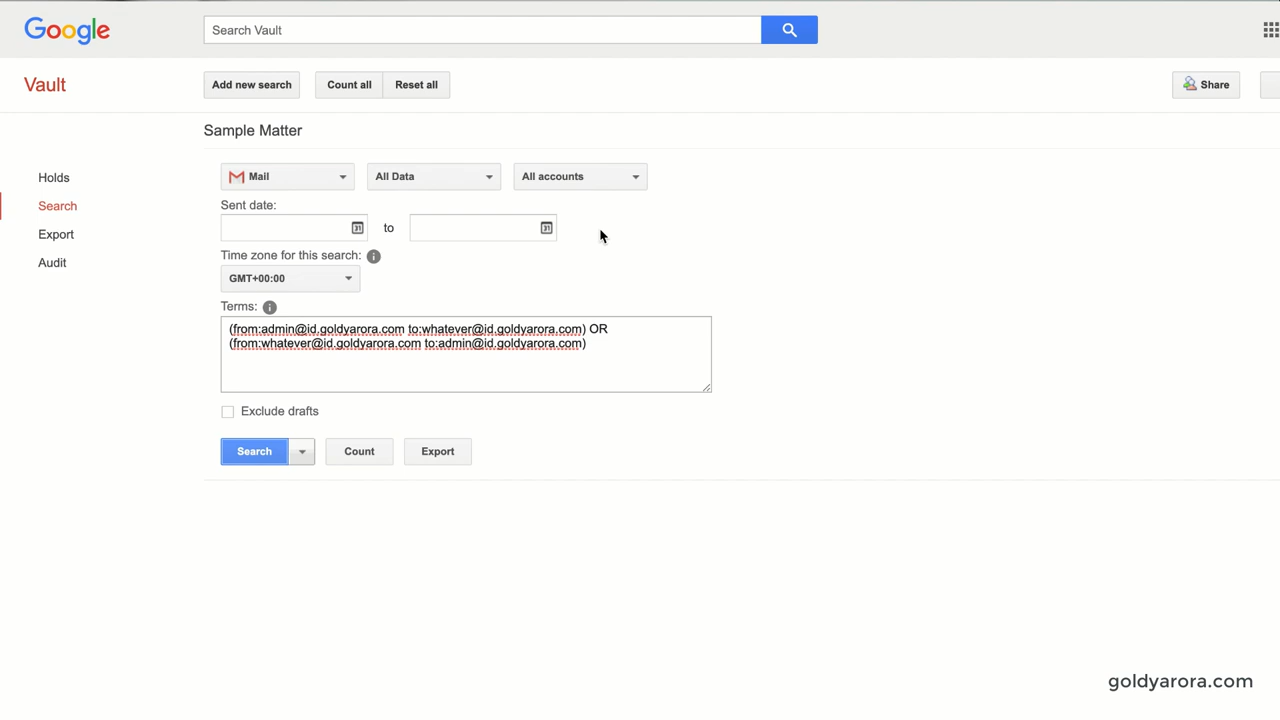 Google
Search Vault
Vault
Add new search
Count all
Reset all
Share
Sample Matter
Holds
Search
Export
Audit
Mail
All Data
All accounts
Sent date:
31
to
31
Time zone for this search:
GMT+00:00
Terms:
(from:admin@id.goldyarora.com to:whatever@id.goldyarora.com) OR
(from:whatever@id.goldyarora.com to:admin@id.goldyarora.com)
Exclude drafts
Search
Count
Export
goldyarora.com